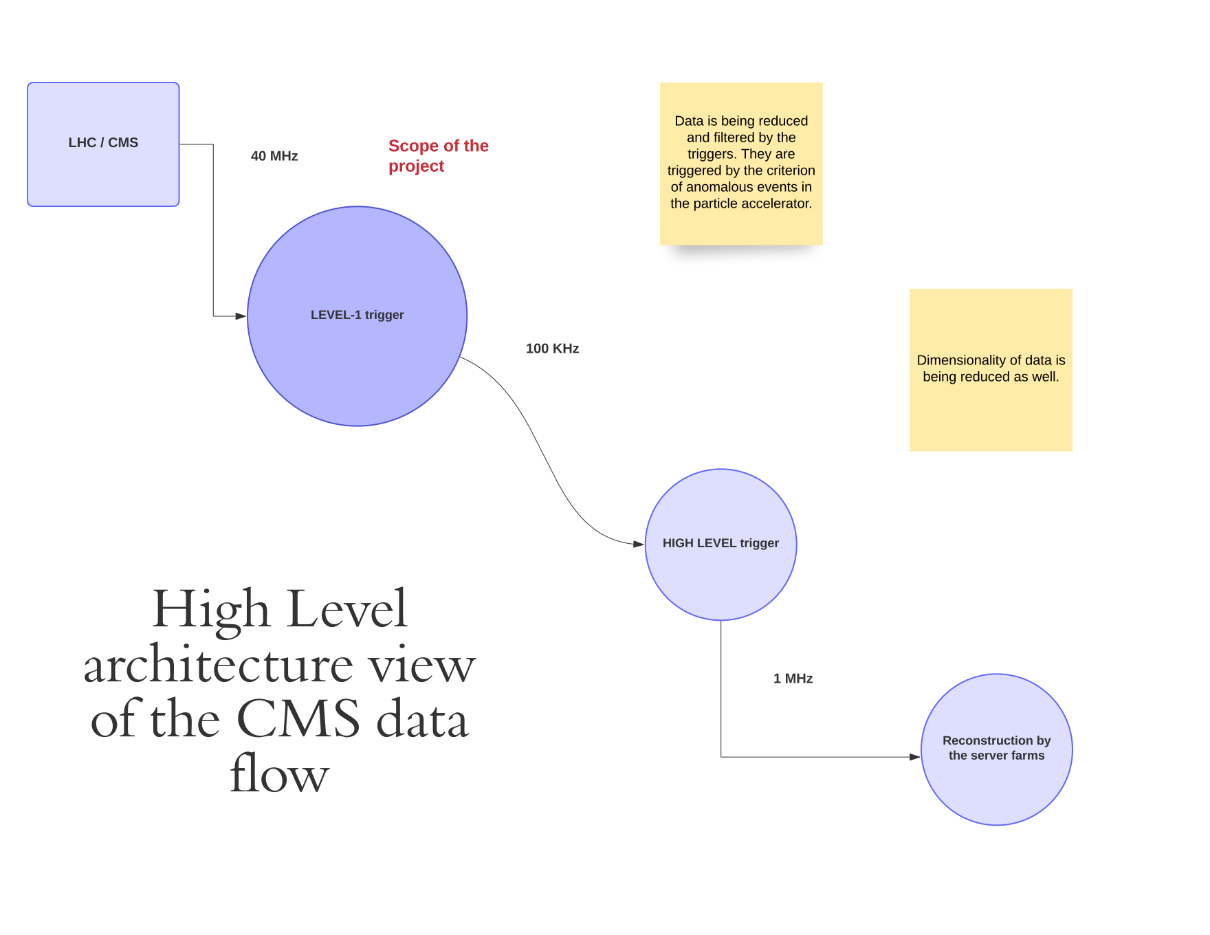 LHC / CMS
40 MHz
Scope of the
project
Data is being reduced
and filtered by the
triggers. They are
triggered by the criterion
of anomalous events in
the particle accelerator.
LEVEL-1 trigger
100 KHz
Dimensionality of data is
being reduced as well.
HIGH LEVEL trigger
High Level
architecture view
of the CMS data
flow
1 MHz
Reconstruction by
the server farms